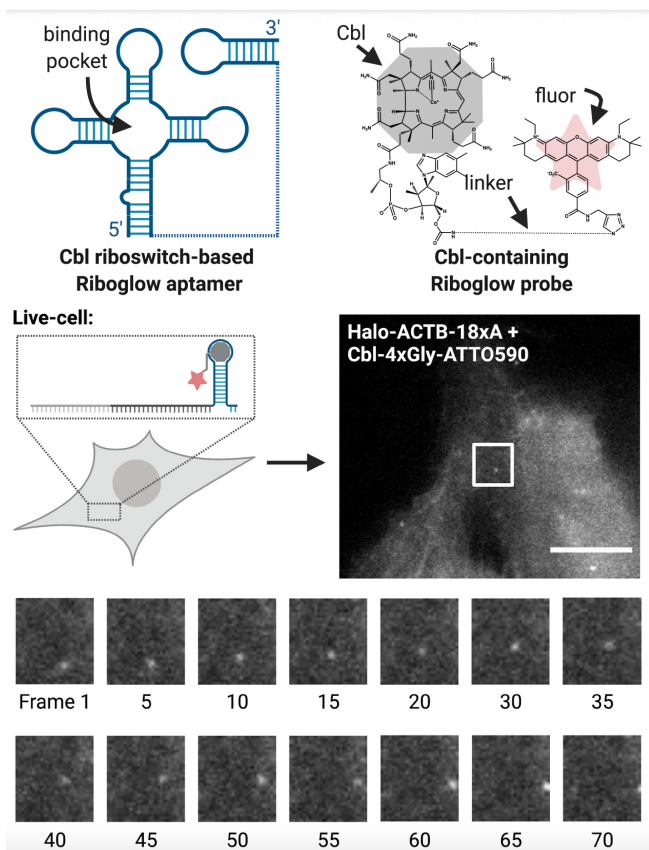 binding
pocket
3'
5'
Cbl riboswitch-based
Riboglow aptamer
Cbl
fluor
linker
Cbl-containing
Riboglow probe
Live-cell:
Halo-ACTB-18xA +
Cbl-4xGly-ATTO590
Frame 1 5 10 15 20 30 35
40 45 50 55 60 65 70